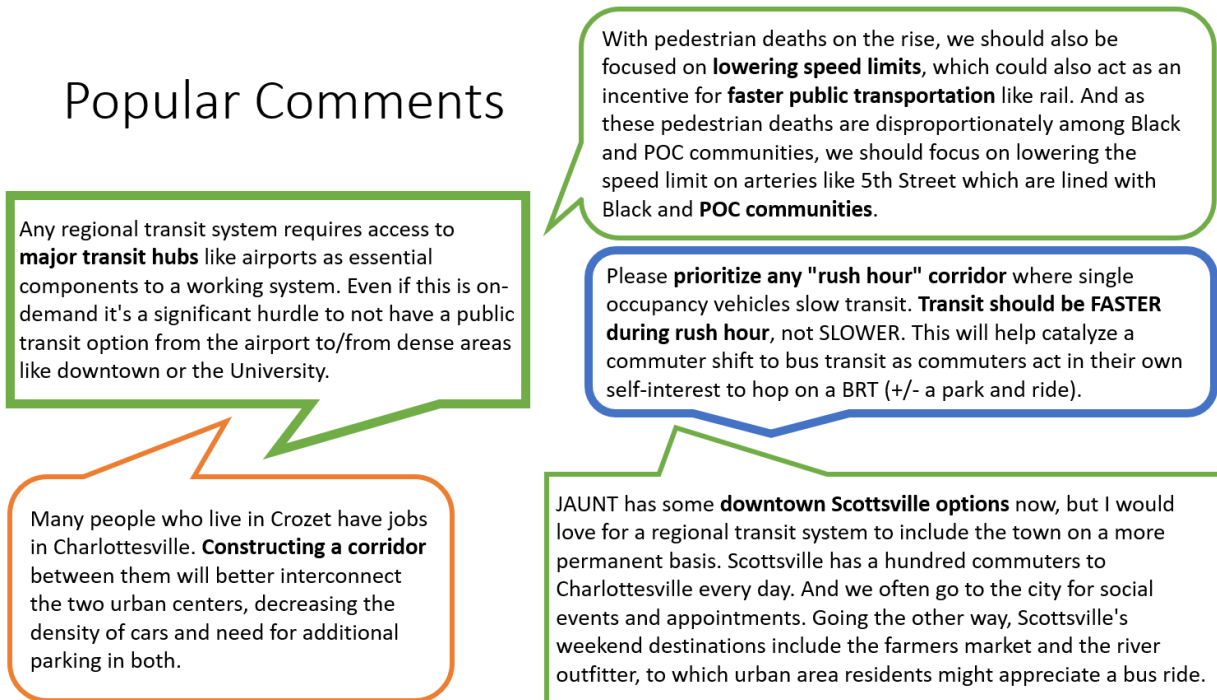 Popular Comments
With pedestrian deaths on the rise, we should also be
focused on lowering speed limits, which could also act as an
incentive for faster public transportation like rail. And as
these pedestrian deaths are disproportionately among Black
and POC communities, we should focus on lowering the
speed limit on arteries like 5th Street which are lined with
Black and POC communities.
Any regional transit system requires access to
major transit hubs like airports as essential
components to a working system. Even if this is on-
demand it's a significant hurdle to not have a public
transit option from the airport to/from dense areas
like downtown or the University.
Please prioritize any "rush hour" corridor where single
occupancy vehicles slow transit. Transit should be FASTER
during rush hour, not SLOWER. This will help catalyze a
commuter shift to bus transit as commuters act in their own
self-interest to hop on a BRT (+/- a park and ride).
Many people who live in Crozet have jobs
in Charlottesville. Constructing a corridor
between them will better interconnect
the two urban centers, decreasing the
density of cars and need for additional
parking in both.
JAUNT has some downtown Scottsville options now, but I would
love for a regional transit system to include the town on a more
permanent basis. Scottsville has a hundred commuters to
Charlottesville every day. And we often go to the city for social
events and appointments. Going the other way, Scottsville's
weekend destinations include the farmers market and the river
outfitter, to which urban area residents might appreciate a bus ride.